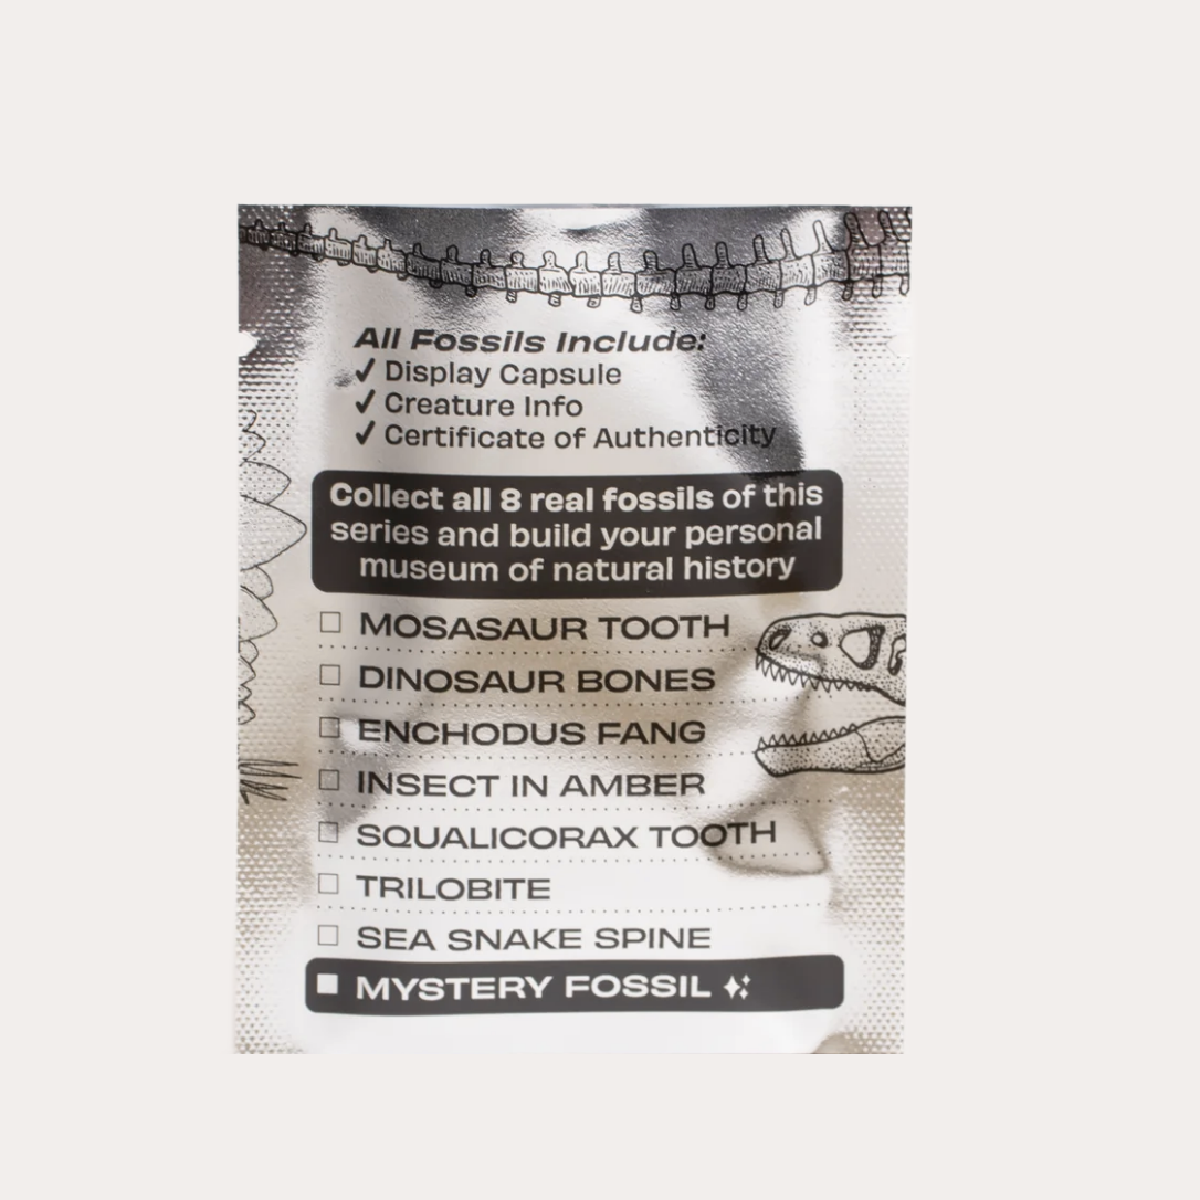 All Fossils Include:
✓ Display Capsule
✓ Creature Info
✓ Certificate of Authenticity
Collect all 8 real fossils of this
series and build your personal
museum of natural history
☐ MOSASAUR TOOTH
☐ DINOSAUR BONES
☐ ENCHODUS FANG
☐ INSECT IN AMBER
☐ SQUALICORAX TOOTH
☐ TRILOBITE
☐ SEA SNAKE SPINE
☐ MYSTERY FOSSIL